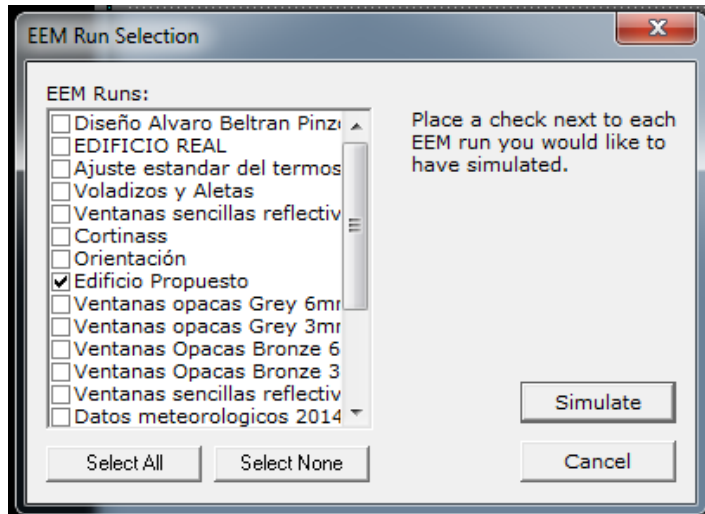 EEM Run Selection
EEM Runs:
Diseño Alvaro Beltran Pinz
EDIFICIO REAL
Ajuste estandar del termos
Voladizos y Aletas
Ventanas sencillas reflectiv
Cortinass
Orientación
Edificio Propuesto
Ventanas opacas Grey 6m
Ventanas opacas Grey 3m
Ventanas Opacas Bronze 6
Ventanas Opacas Bronze 3
Ventanas sencillas reflectiv
Datos meteorologicos 2014
Select All
Select None
Place a check next to each
EEM run you would like to
have simulated.
Simulate
Cancel